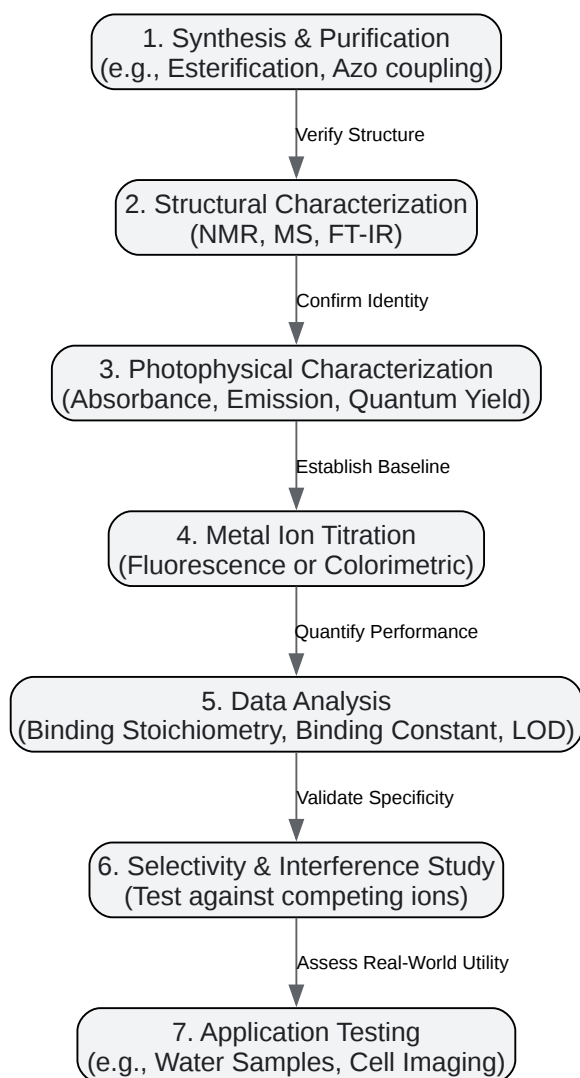 1. Synthesis & Purification
(e.g., Esterification, Azo coupling)
Verify Structure
2. Structural Characterization
(NMR, MS, FT-IR)
Confirm Identity
3. Photophysical Characterization
(Absorbance, Emission, Quantum Yield)
Establish Baseline
4. Metal Ion Titration
(Fluorescence or Colorimetric)
Quantify Performance
5. Data Analysis
(Binding Stoichiometry, Binding Constant, LOD)
Validate Specificity
6. Selectivity & Interference Study
(Test against competing ions)
Assess Real-World Utility
7. Application Testing
(e.g., Water Samples, Cell Imaging)